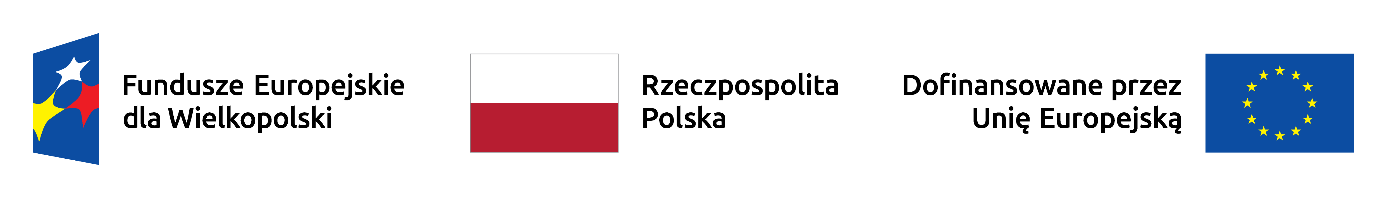 Fundusze Europejskie
dla Wielkopolski
Rzeczpospolita
Polska
Dofinansowane przez
Unię Europejską